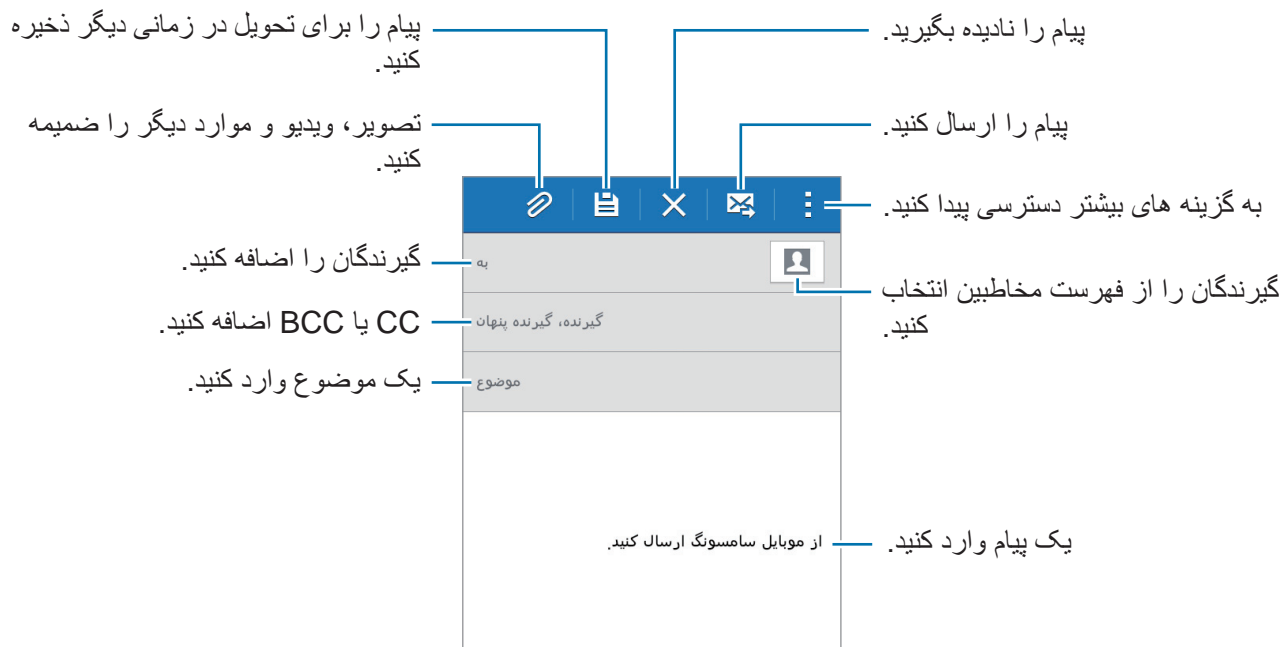 پیام را برای تحویل در زمانی دیگر ذخیره
کنید.
پیام را نادیده بگیرید.
تصویر، ویدیو و موارد دیگر را ضمیمه
کنید.
پیام را ارسال کنید.
به گزینه های بیشتر دسترسی پیدا کنید.
گیرندگان را اضافه کنید.
به
گیرندگان را از فهرست مخاطبین انتخاب
کنید.
CC یا BCC اضافه کنید.
گیرنده، گیرنده پنهان
یک موضوع وارد کنید.
موضوع
از موبایل سامسونگ ارسال کنید.
یک پیام وارد کنید.